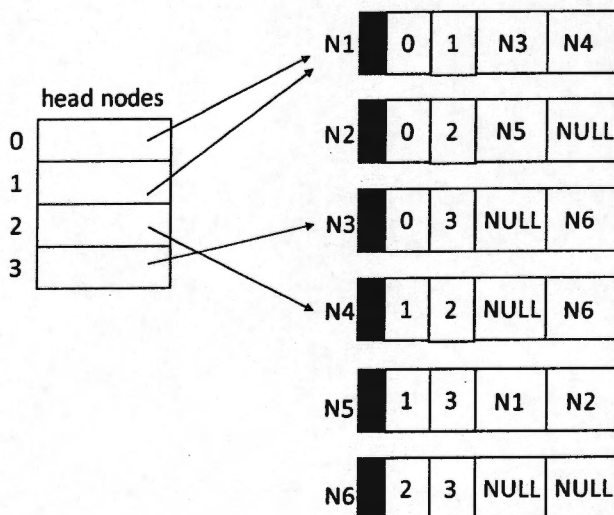 head nodes
0
1
2
3
N1 0 1 N3 N4
N2 0 2 N5 NULL
N3 0 3 NULL N6
N4 1 2 NULL N6
N5 1 3 N1 N2
N6 2 3 NULL NULL